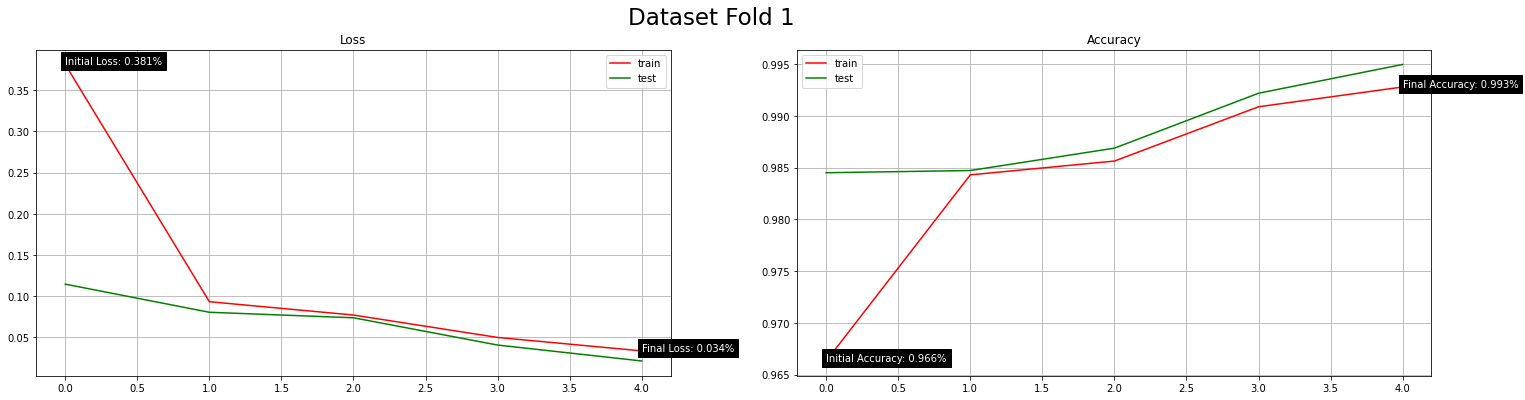 Dataset Fold 1
Loss
Initial Loss: 0.381%
train
test
0.35
0.30
0.25
0.20
0.15
0.10
0.05
Final Loss: 0.034%
0.0 0.5 1.0 1.5 2.0 2.5 3.0 3.5 4.0
Accuracy
train
test
0.995
Final Accuracy: 0.993%
0.990
0.985
0.980
0.975
0.970
Initial Accuracy: 0.966%
0.965
0.0 0.5 1.0 1.5 2.0 2.5 3.0 3.5 4.0